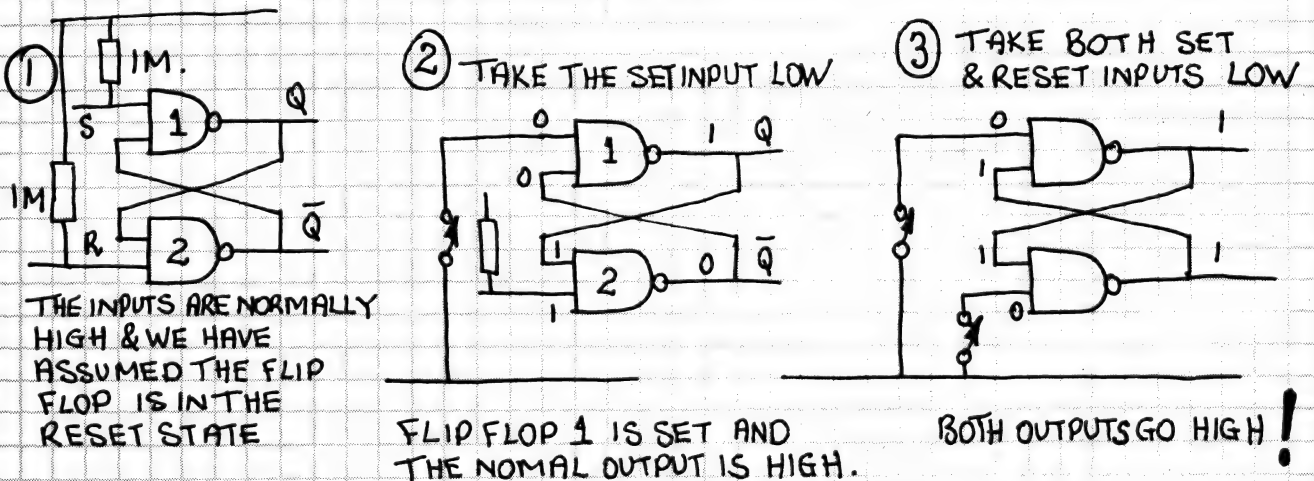 ①
1M.
S
1
Q
1M
R
2
Q̅
THE INPUTS ARE NORMALLY
HIGH & WE HAVE
ASSUMED THE FLIP
FLOP IS IN THE
RESET STATE
② TAKE THE SET INPUT LOW
0
1
1 Q
0
1
2
0 Q̅
1
FLIP FLOP 1 IS SET AND
THE NOMAL OUTPUT IS HIGH.
③ TAKE BOTH SET
& RESET INPUTS LOW
0
1
1
1
1
0
BOTH OUTPUTS GO HIGH!